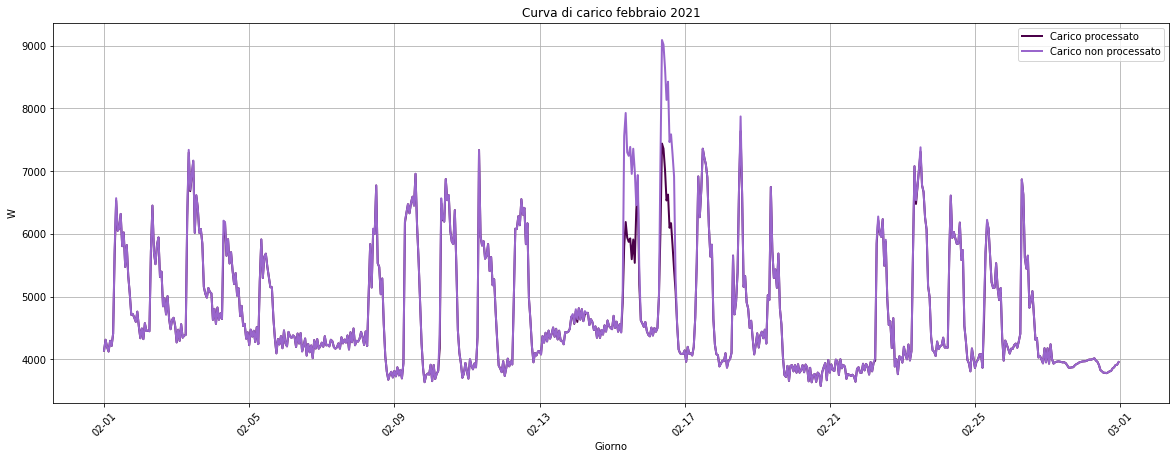 Curva di carico febbraio 2021
Carico processato
Carico non processato
9000
8000
7000
6000
5000
4000
W
02-01
02-05
02-09
02-13
02-17
02-21
02-25
03-01
Giorno